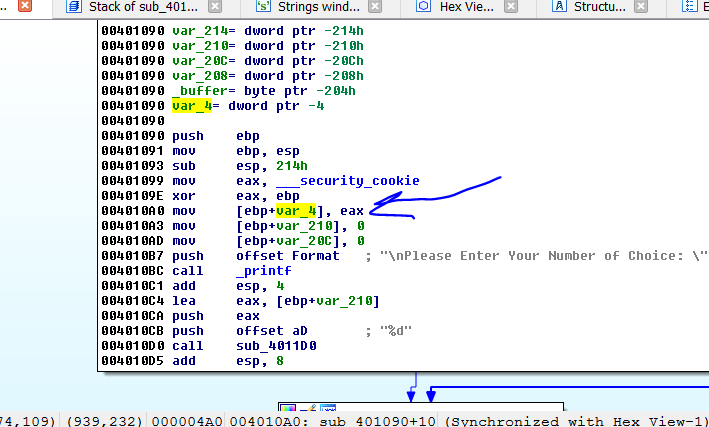 Stack of sub_401... 's' Strings wind... Hex View... A Structu...
00401090 var_214= dword ptr -214h
00401090 var_210= dword ptr -210h
00401090 var_20C= dword ptr -20Ch
00401090 var_208= dword ptr -208h
00401090 _buffer= byte ptr -204h
00401090 var_4= dword ptr -4
00401090
00401090 push ebp
00401091 mov ebp, esp
00401093 sub esp, 214h
00401099 mov eax, ___security_cookie
0040109E xor eax, ebp
004010A0 mov [ebp+var_4], eax
004010A3 mov [ebp+var_210], 0
004010AD mov [ebp+var_20C], 0
004010B7 push offset Format ; "\nPlease Enter Your Number of Choice: \"
004010BC call _printf
004010C1 add esp, 4
004010C4 lea eax, [ebp+var_210]
004010CA push eax
004010CB push offset aD ; "%d"
004010D0 call sub_4011D0
004010D5 add esp, 8
74,109) (939,232) 000004A0 004010A0: sub_401090+10 (Synchronized with Hex View-1)